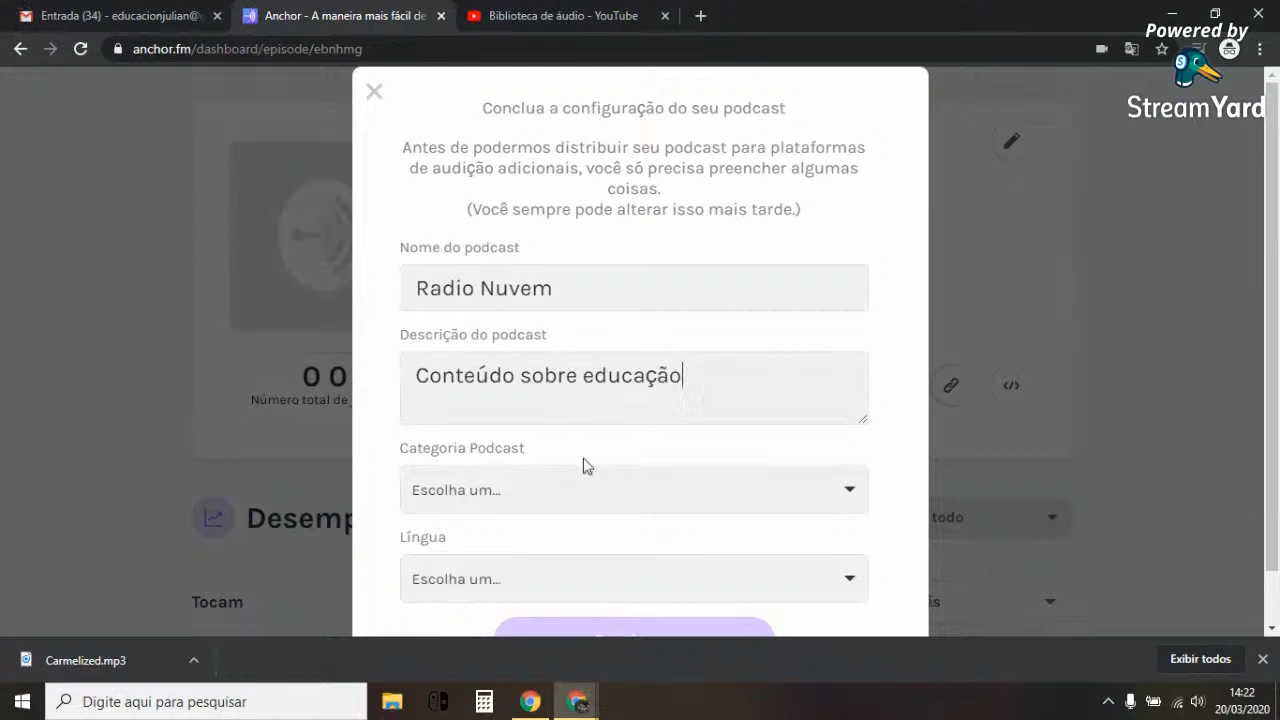 Entrada (34) - educacionjulian@
Anchor - A maneira mais fácil de
Biblioteca de áudio - YouTube
anchor.fm/dashboard/episode/ebnhmg
Powered by
StreamYard
Conclua a configuração do seu podcast
Antes de podermos distribuir seu podcast para plataformas
de audição adicionais, você só precisa preencher algumas
coisas.
(Você sempre pode alterar isso mais tarde.)
Nome do podcast
Radio Nuvem
Descrição do podcast
Conteúdo sobre educação
0 0
Número total de
Categoria Podcast
Escolha um...
Desemp
todo
Língua
Escolha um...
Tocam
ês
Carmelized.mp3
Exibir todos
Digite aqui para pesquisar
14:22
20/03/2020